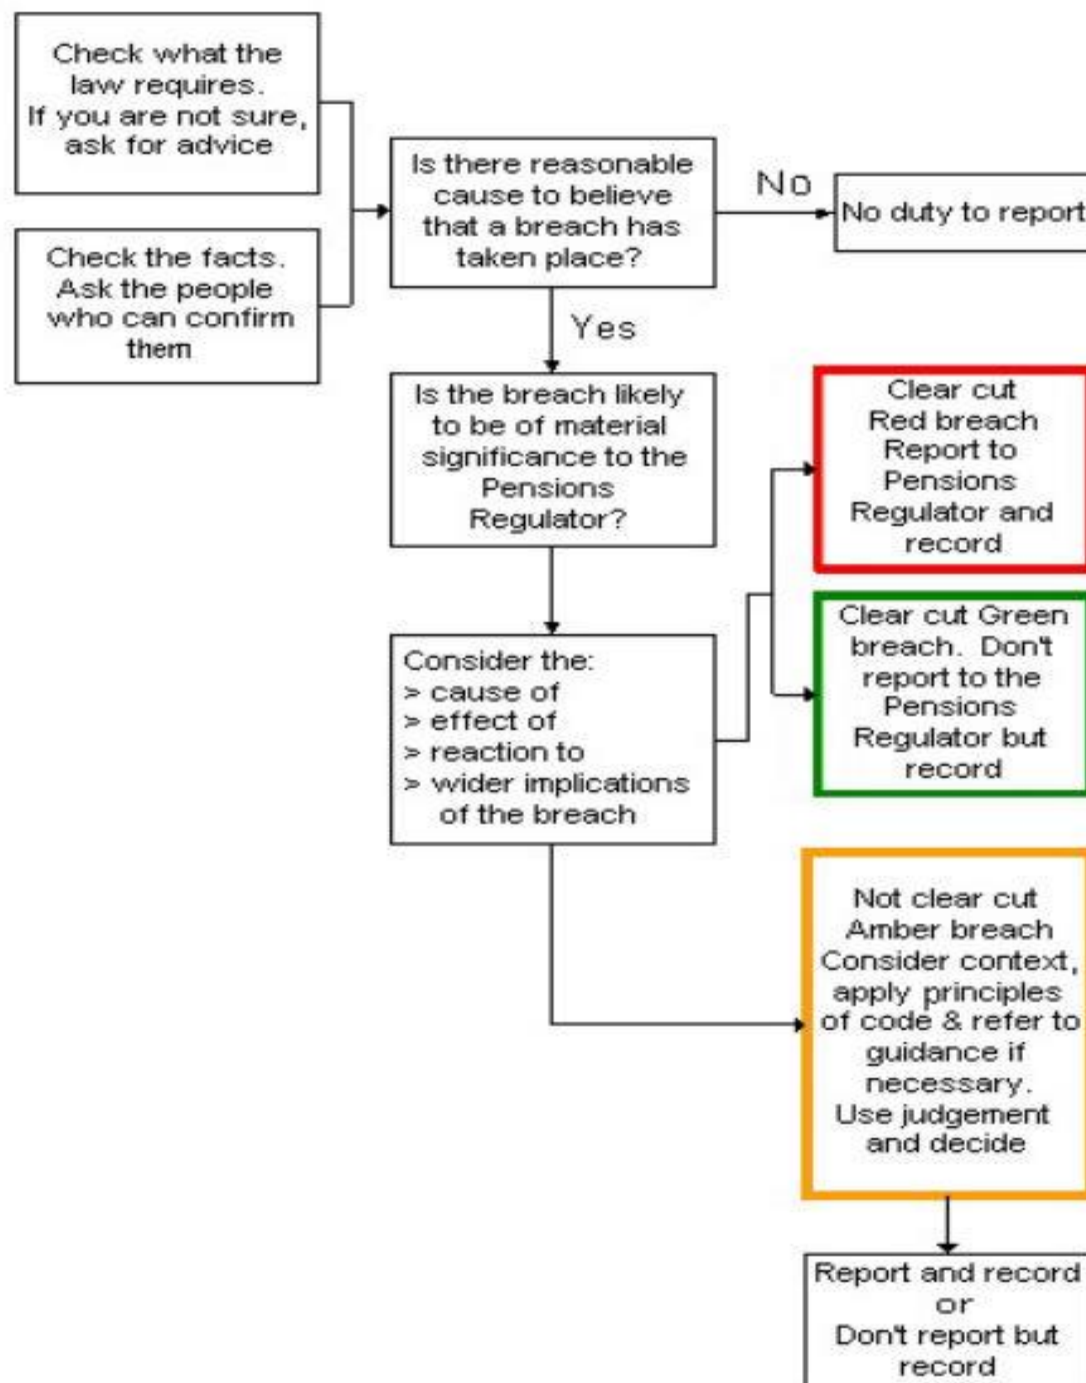 Check what the
law requires.
If you are not sure,
ask for advice
Check the facts.
Ask the people
who can confirm
them
Is there reasonable
cause to believe
that a breach has
taken place?
No
No duty to report
Yes
Is the breach likely
to be of material
significance to the
Pensions
Regulator?
Consider the:
> cause of
> effect of
> reaction to
> wider implications
of the breach
Clear cut
Red breach
Report to
Pensions
Regulator and
record
Clear cut Green
breach. Don't
report to the
Pensions
Regulator but
record
Not clear cut
Amber breach
Consider context,
apply principles
of code & refer to
guidance if
necessary.
Use judgement
and decide
Report and record
or
Don't report but
record